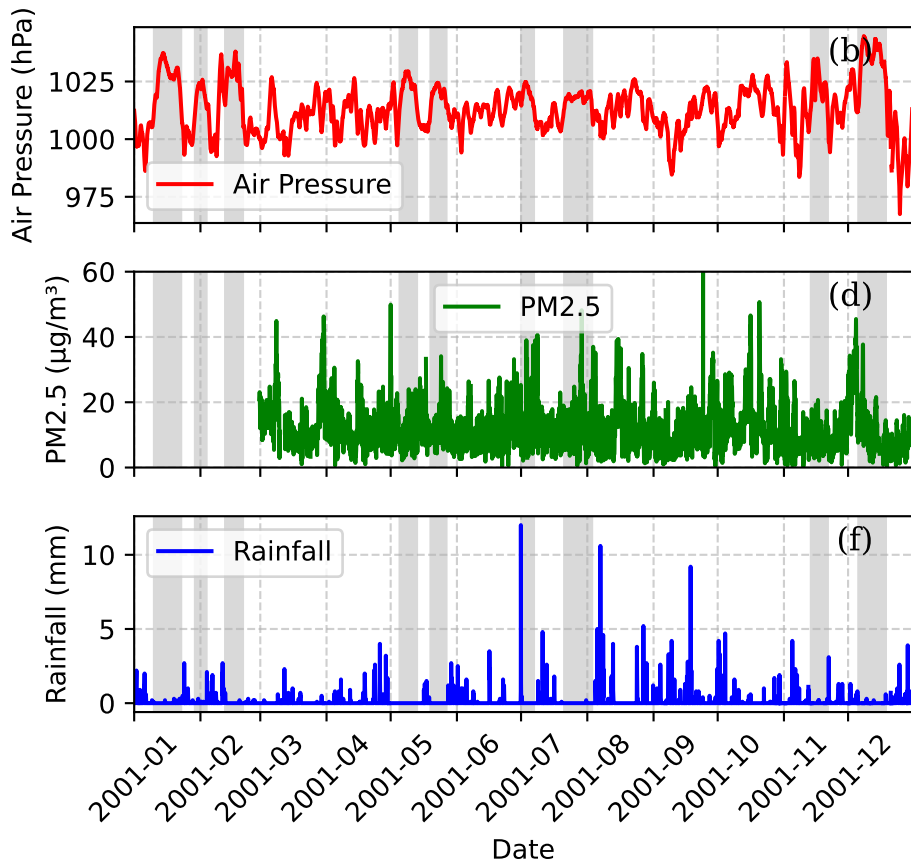 Air Pressure (hPa)
1025
1000
975
(b)
Air Pressure
PM2.5 (μg/m³)
60
40
20
0
(d)
PM2.5
Rainfall (mm)
10
5
0
(f)
Rainfall
2001-01
2001-02
2001-03
2001-04
2001-05
2001-06
2001-07
2001-08
2001-09
2001-10
2001-11
2001-12
Date